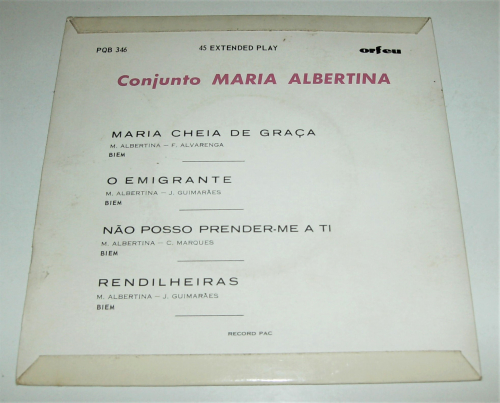 PQB 346 45 EXTENDED PLAY orfeu
Conjunto MARIA ALBERTINA
MARIA CHEIA DE GRAÇA
M. ALBERTINA — F. ALVARENGA
BIEM
O EMIGRANTE
M. ALBERTINA — J. GUIMARÃES
BIEM
NÃO POSSO PRENDER-ME A TI
M. ALBERTINA — C. MARQUES
BIEM
RENDILHEIRAS
M. ALBERTINA — J. GUIMARÃES
BIEM
RECORD PAC